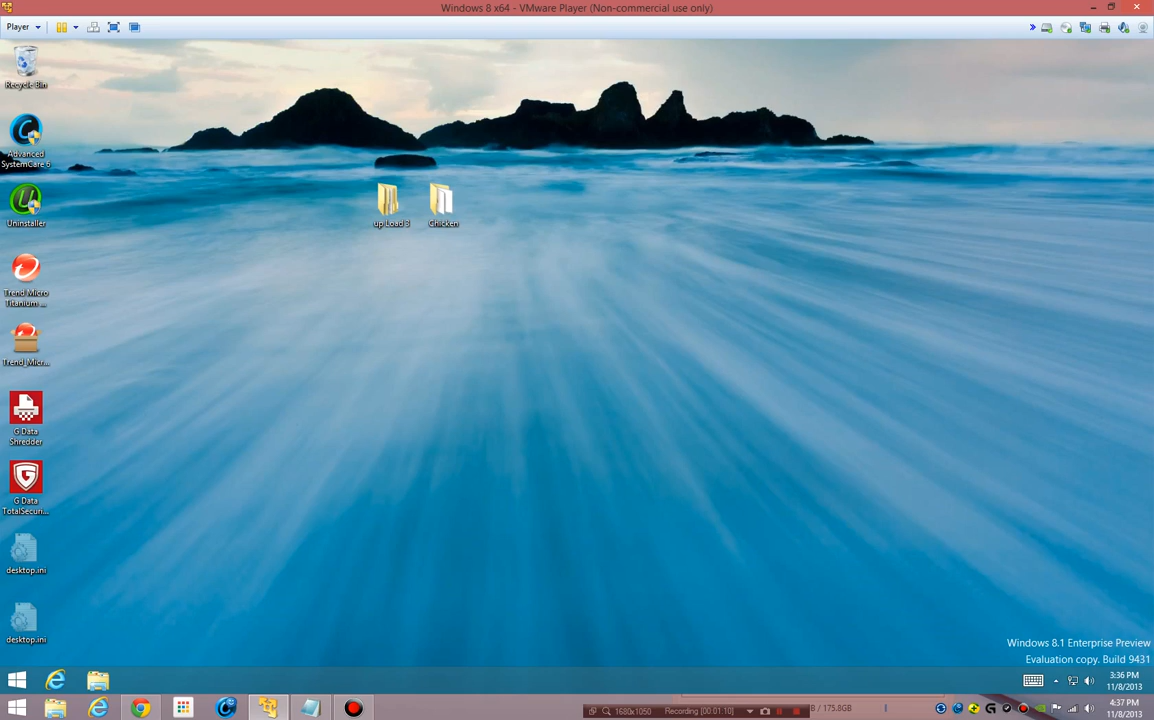 Windows 8 x64 - VMware Player (Non-commercial use only)
Player
Recycle Bin
Advanced
SystemCare 6
Uninstaller
up Load 3
Chicken
Trend Micro
Titanium ...
Trend_Micr...
G Data
Shredder
G Data
TotalSecuri...
desktop.ini
desktop.ini
Windows 8.1 Enterprise Preview
Evaluation copy. Build 9431
3:36 PM
11/8/2013
1680x1050
Recording [00:01:10]
/ 175.8GB
4:37 PM
11/8/2013